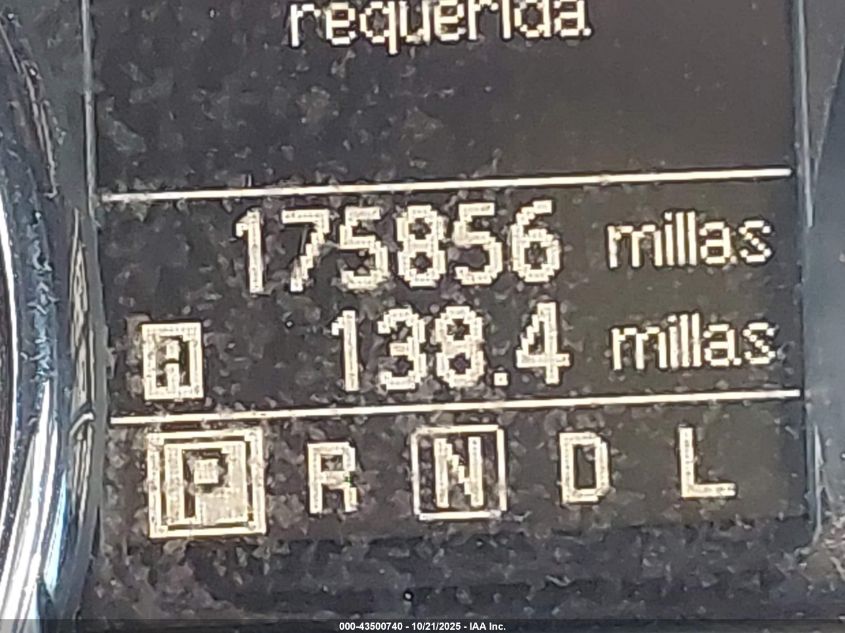 requerida
175856 millas
A 138.4 millas
P R N D L
000-43500740 - 10/21/2025 - IAA Inc.